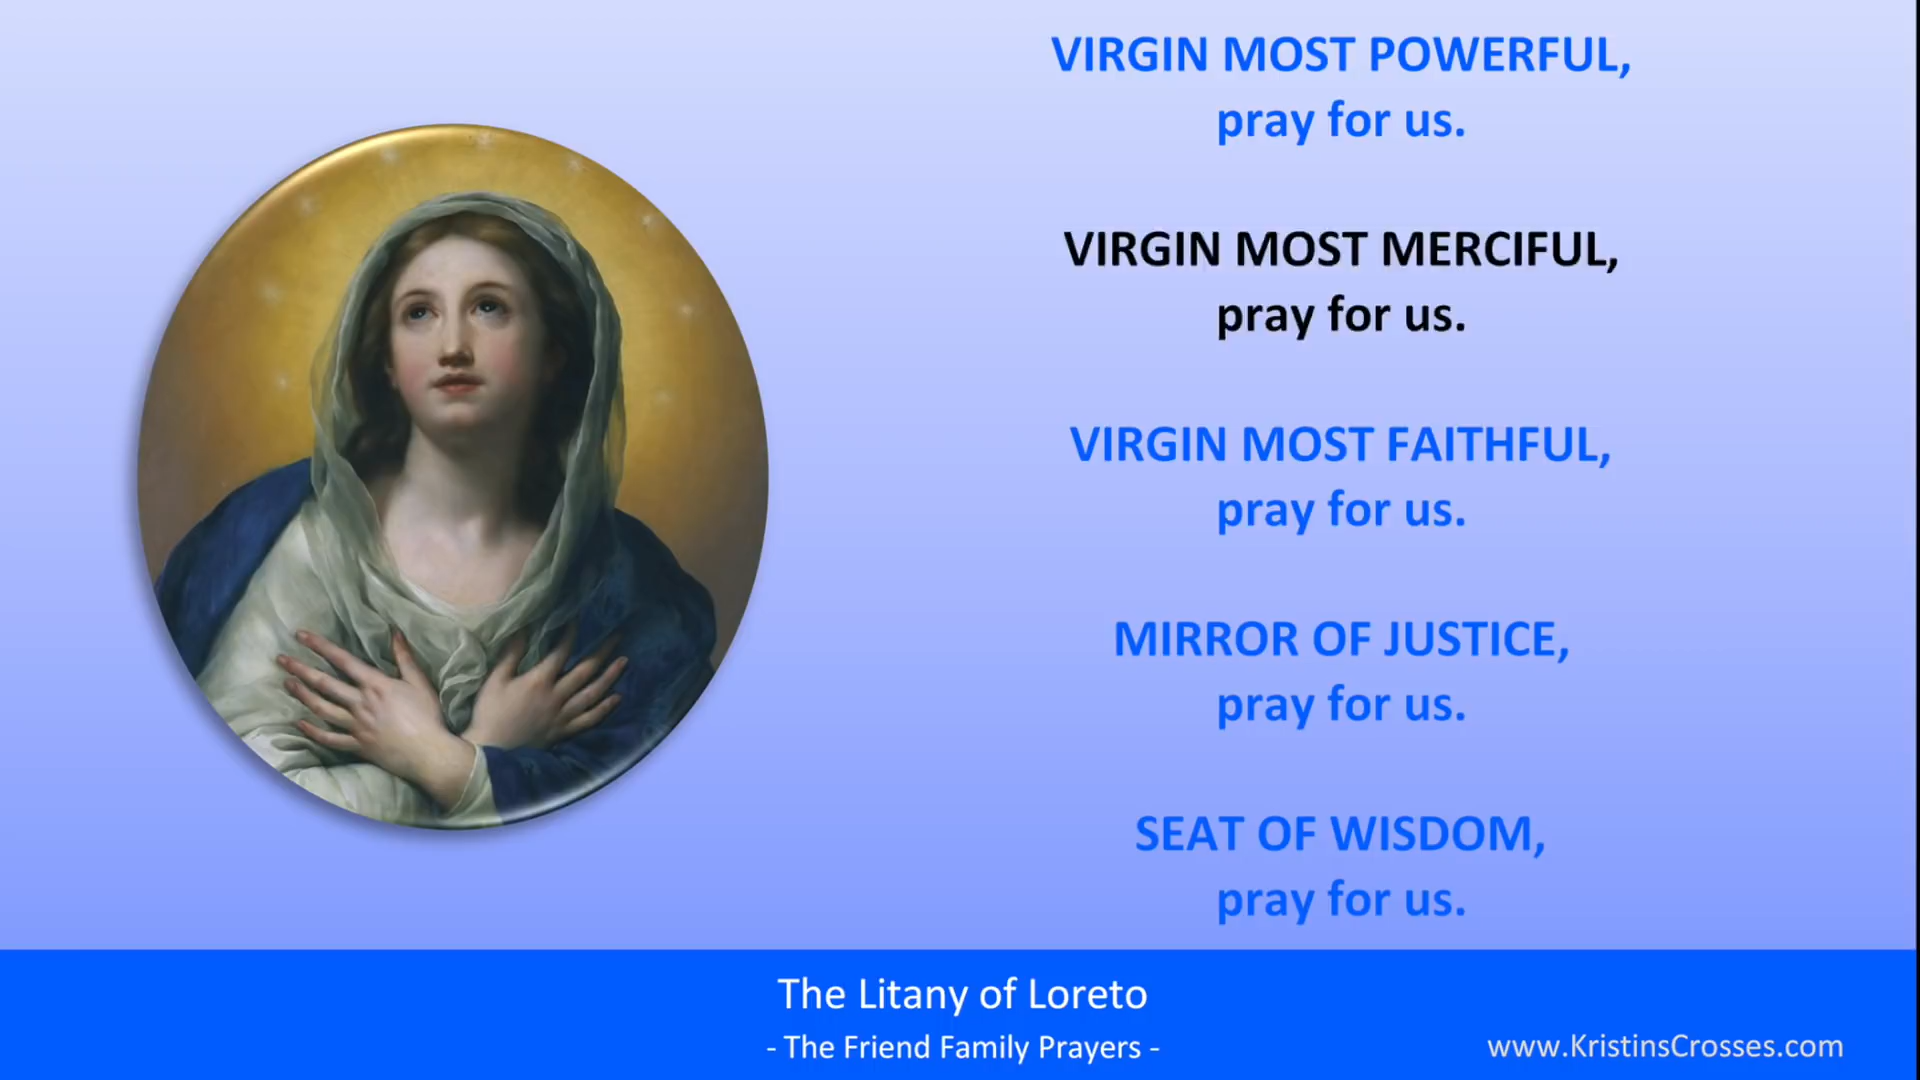 VIRGIN MOST POWERFUL,
pray for us.
VIRGIN MOST MERCIFUL,
pray for us.
VIRGIN MOST FAITHFUL,
pray for us.
MIRROR OF JUSTICE,
pray for us.
SEAT OF WISDOM,
pray for us.
The Litany of Loreto
- The Friend Family Prayers -
www.KristinsCrosses.com